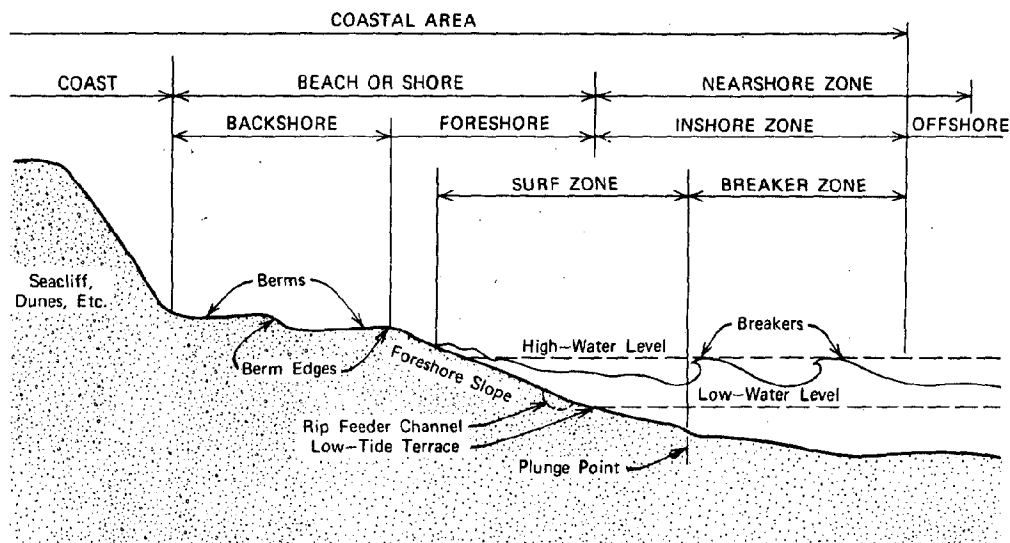 COASTAL AREA
COAST
BEACH OR SHORE
NEARSHORE ZONE
BACKSHORE
FORESHORE
INSHORE ZONE
OFFSHORE
SURF ZONE
BREAKER ZONE
Seacliff,
Dunes, Etc.
Berms
Breakers
High-Water Level
Berm Edges
Foreshore Slope
Low-Water Level
Rip Feeder Channel
Low-Tide Terrace
Plunge Point